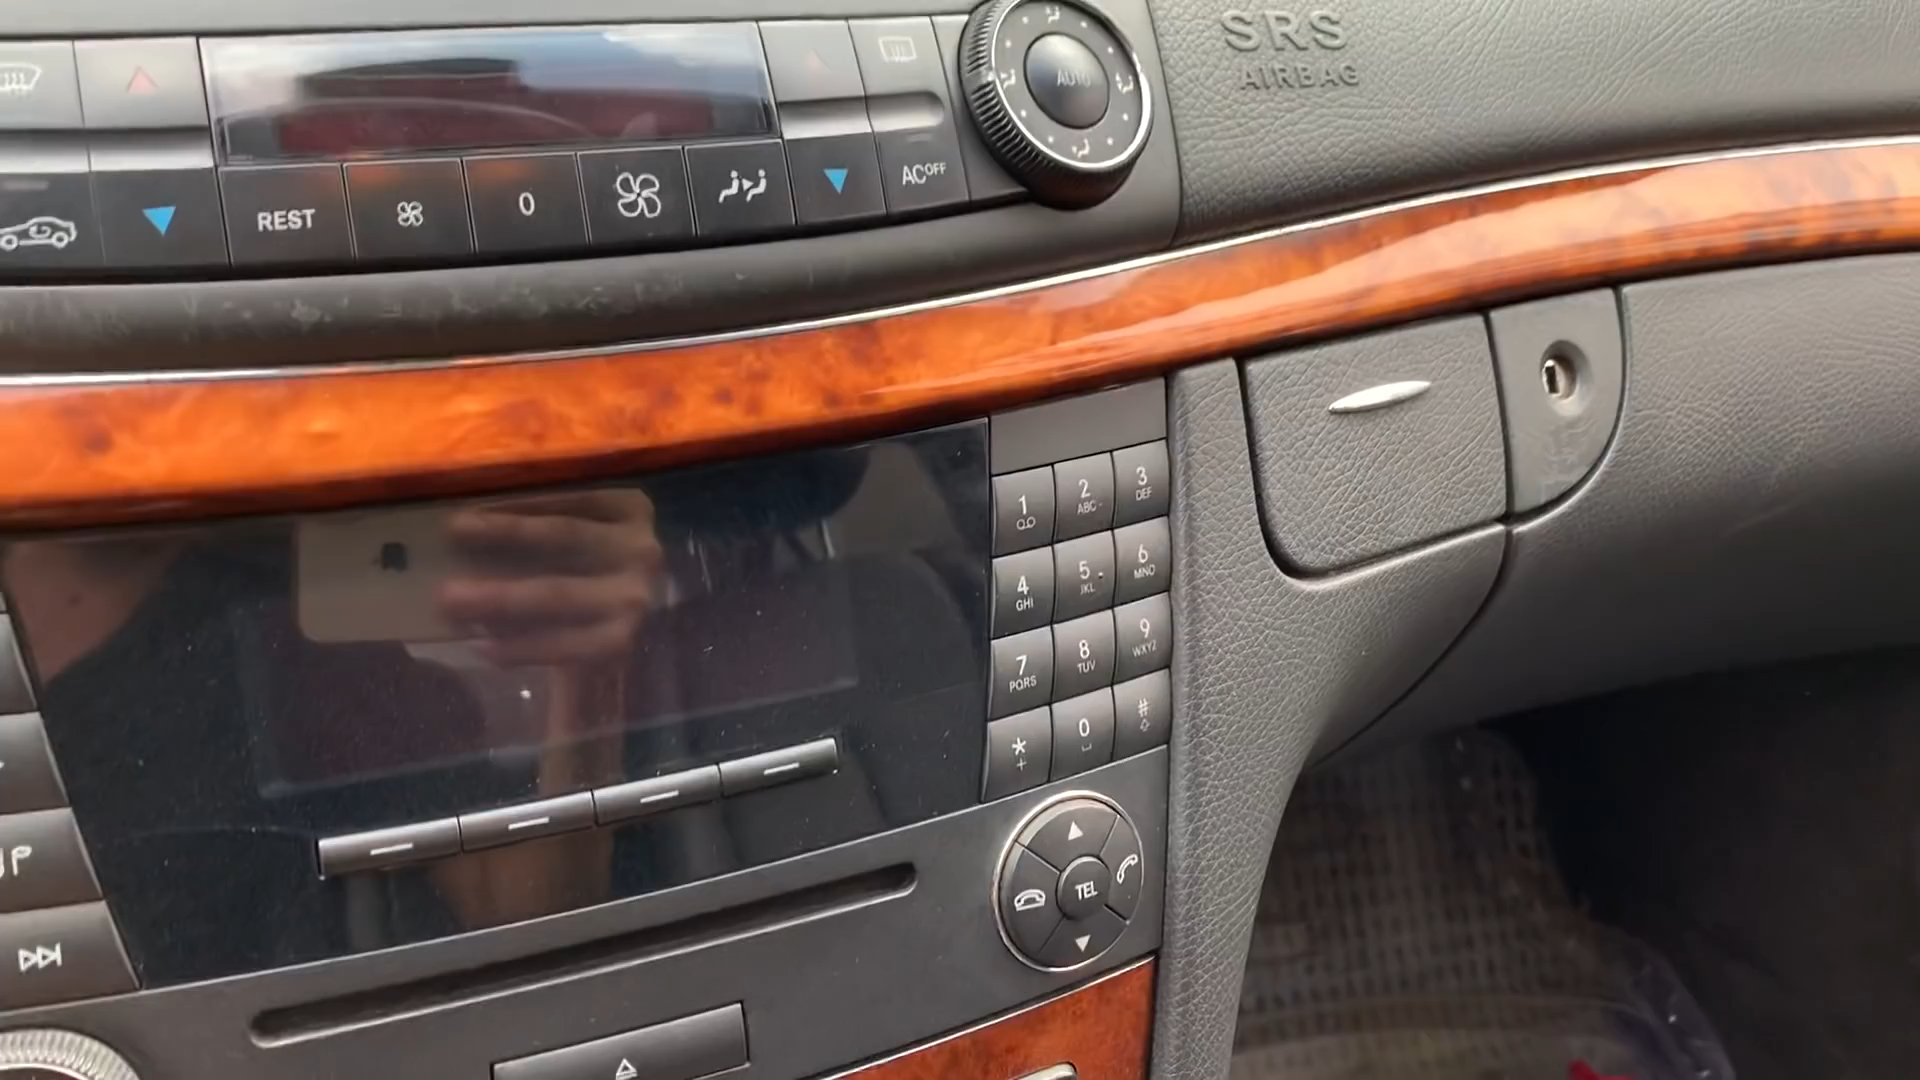 SRS
AIRBAG
AUTO
REST
0
AC OFF
1
2 ABC
3 DEF
4 GHI
5 JKL
6 MNO
7 PQRS
8 TUV
9 WXYZ
*
+
0
#
TEL